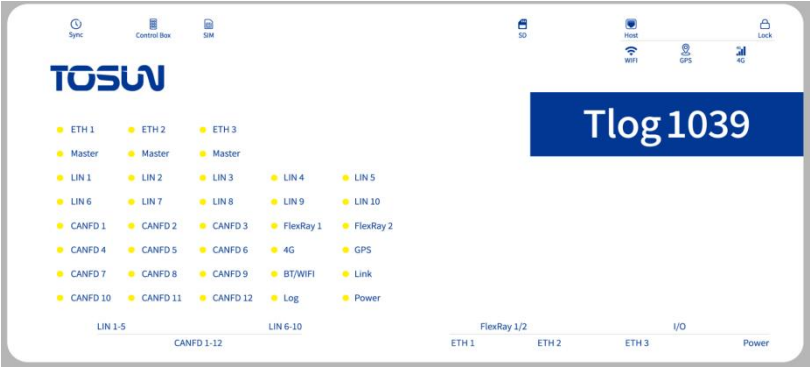 Sync Control Box SIM SD Host Lock
WIFI GPS 4G
TOSUN
Tlog 1039
ETH 1 ETH 2 ETH 3
Master Master Master
LIN 1 LIN 2 LIN 3 LIN 4 LIN 5
LIN 6 LIN 7 LIN 8 LIN 9 LIN 10
CANFD 1 CANFD 2 CANFD 3 FlexRay 1 FlexRay 2
CANFD 4 CANFD 5 CANFD 6 4G GPS
CANFD 7 CANFD 8 CANFD 9 BT/WIFI Link
CANFD 10 CANFD 11 CANFD 12 Log Power
LIN 1-5 LIN 6-10 FlexRay 1/2 I/O
CANFD 1-12 ETH 1 ETH 2 ETH 3 Power